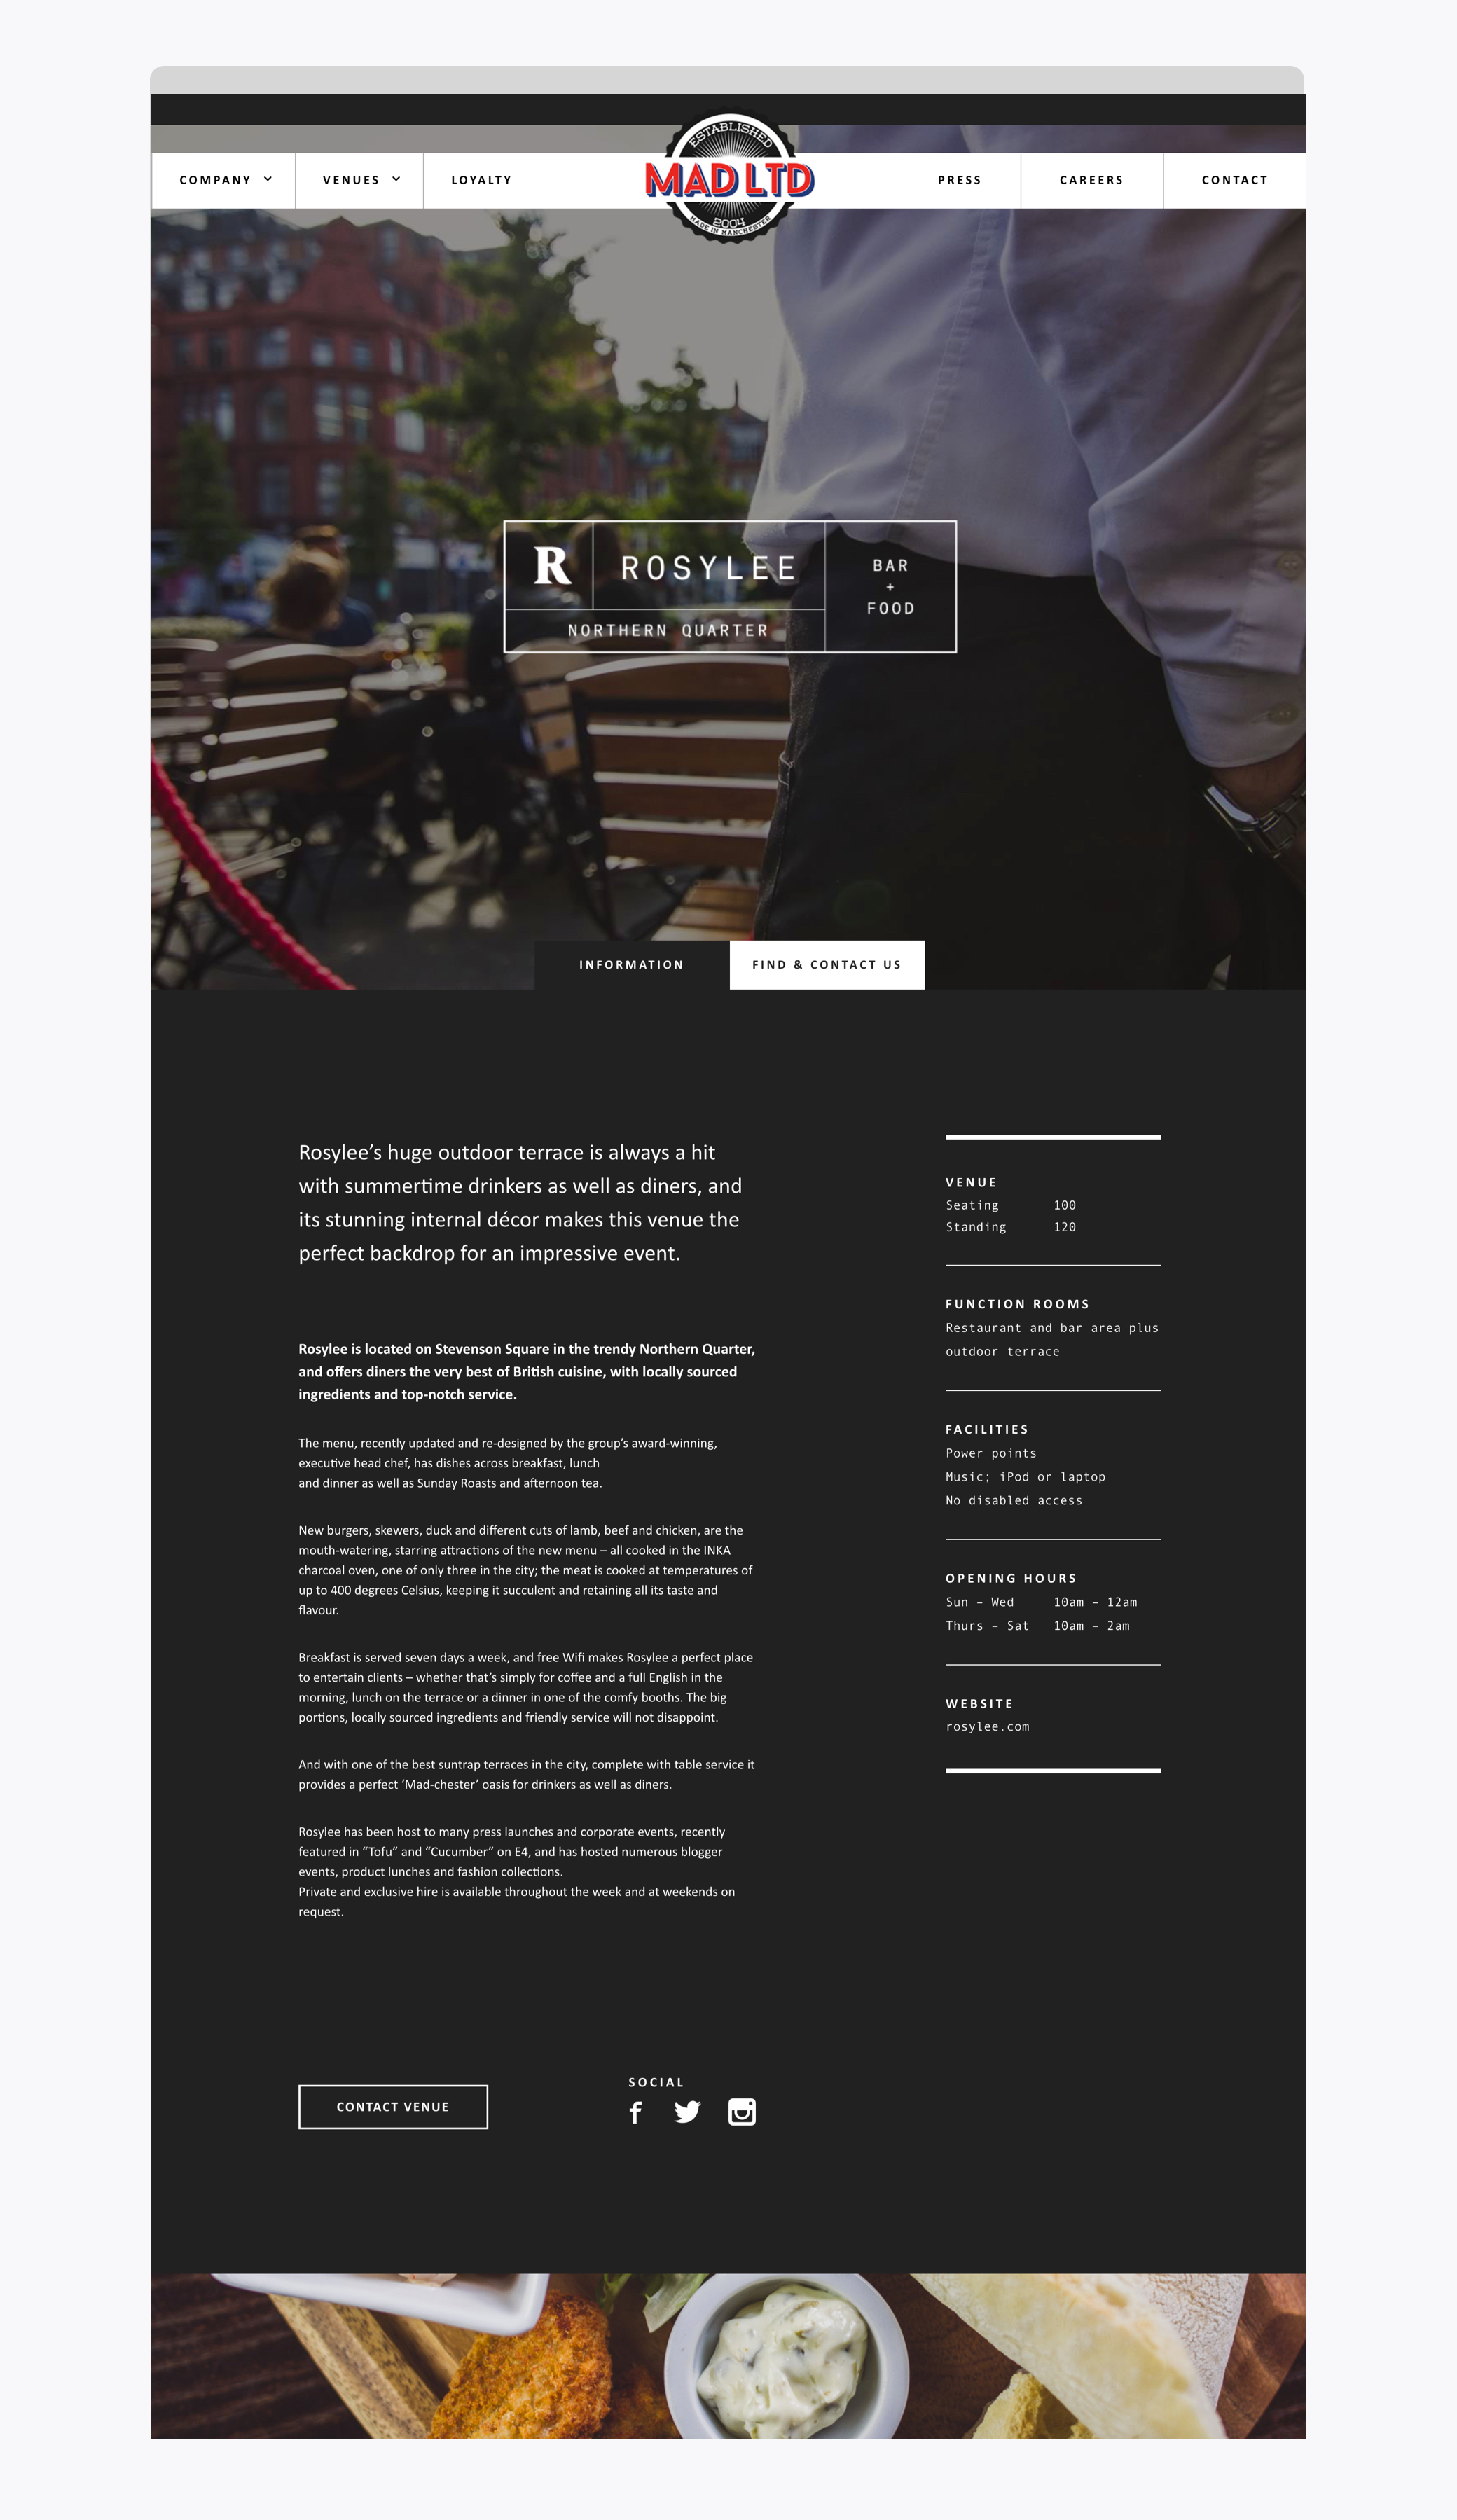 COMPANY
VENUES
LOYALTY
ESTABLISHED
MAD LTD
2004
MADE IN MANCHESTER
PRESS
CAREERS
CONTACT
R
ROSYLEE
NORTHERN QUARTER
BAR
+
FOOD
INFORMATION
FIND & CONTACT US
Rosylee’s huge outdoor terrace is always a hit
with summertime drinkers as well as diners, and
its stunning internal décor makes this venue the
perfect backdrop for an impressive event.
Rosylee is located on Stevenson Square in the trendy Northern Quarter,
and offers diners the very best of British cuisine, with locally sourced
ingredients and top-notch service.
The menu, recently updated and re-designed by the group’s award-winning,
executive head chef, has dishes across breakfast, lunch
and dinner as well as Sunday Roasts and afternoon tea.
New burgers, skewers, duck and different cuts of lamb, beef and chicken, are the
mouth-watering, starring attractions of the new menu – all cooked in the INKA
charcoal oven, one of only three in the city; the meat is cooked at temperatures of
up to 400 degrees Celsius, keeping it succulent and retaining all its taste and
flavour.
Breakfast is served seven days a week, and free Wifi makes Rosylee a perfect place
to entertain clients – whether that’s simply for coffee and a full English in the
morning, lunch on the terrace or a dinner in one of the comfy booths. The big
portions, locally sourced ingredients and friendly service will not disappoint.
And with one of the best suntrap terraces in the city, complete with table service it
provides a perfect ‘Mad-chester’ oasis for drinkers as well as diners.
Rosylee has been host to many press launches and corporate events, recently
featured in “Tofu” and “Cucumber” on E4, and has hosted numerous blogger
events, product lunches and fashion collections.
Private and exclusive hire is available throughout the week and at weekends on
request.
VENUE
Seating 100
Standing 120
FUNCTION ROOMS
Restaurant and bar area plus
outdoor terrace
FACILITIES
Power points
Music; iPod or laptop
No disabled access
OPENING HOURS
Sun – Wed 10am – 12am
Thurs – Sat 10am – 2am
WEBSITE
rosylee.com
CONTACT VENUE
SOCIAL